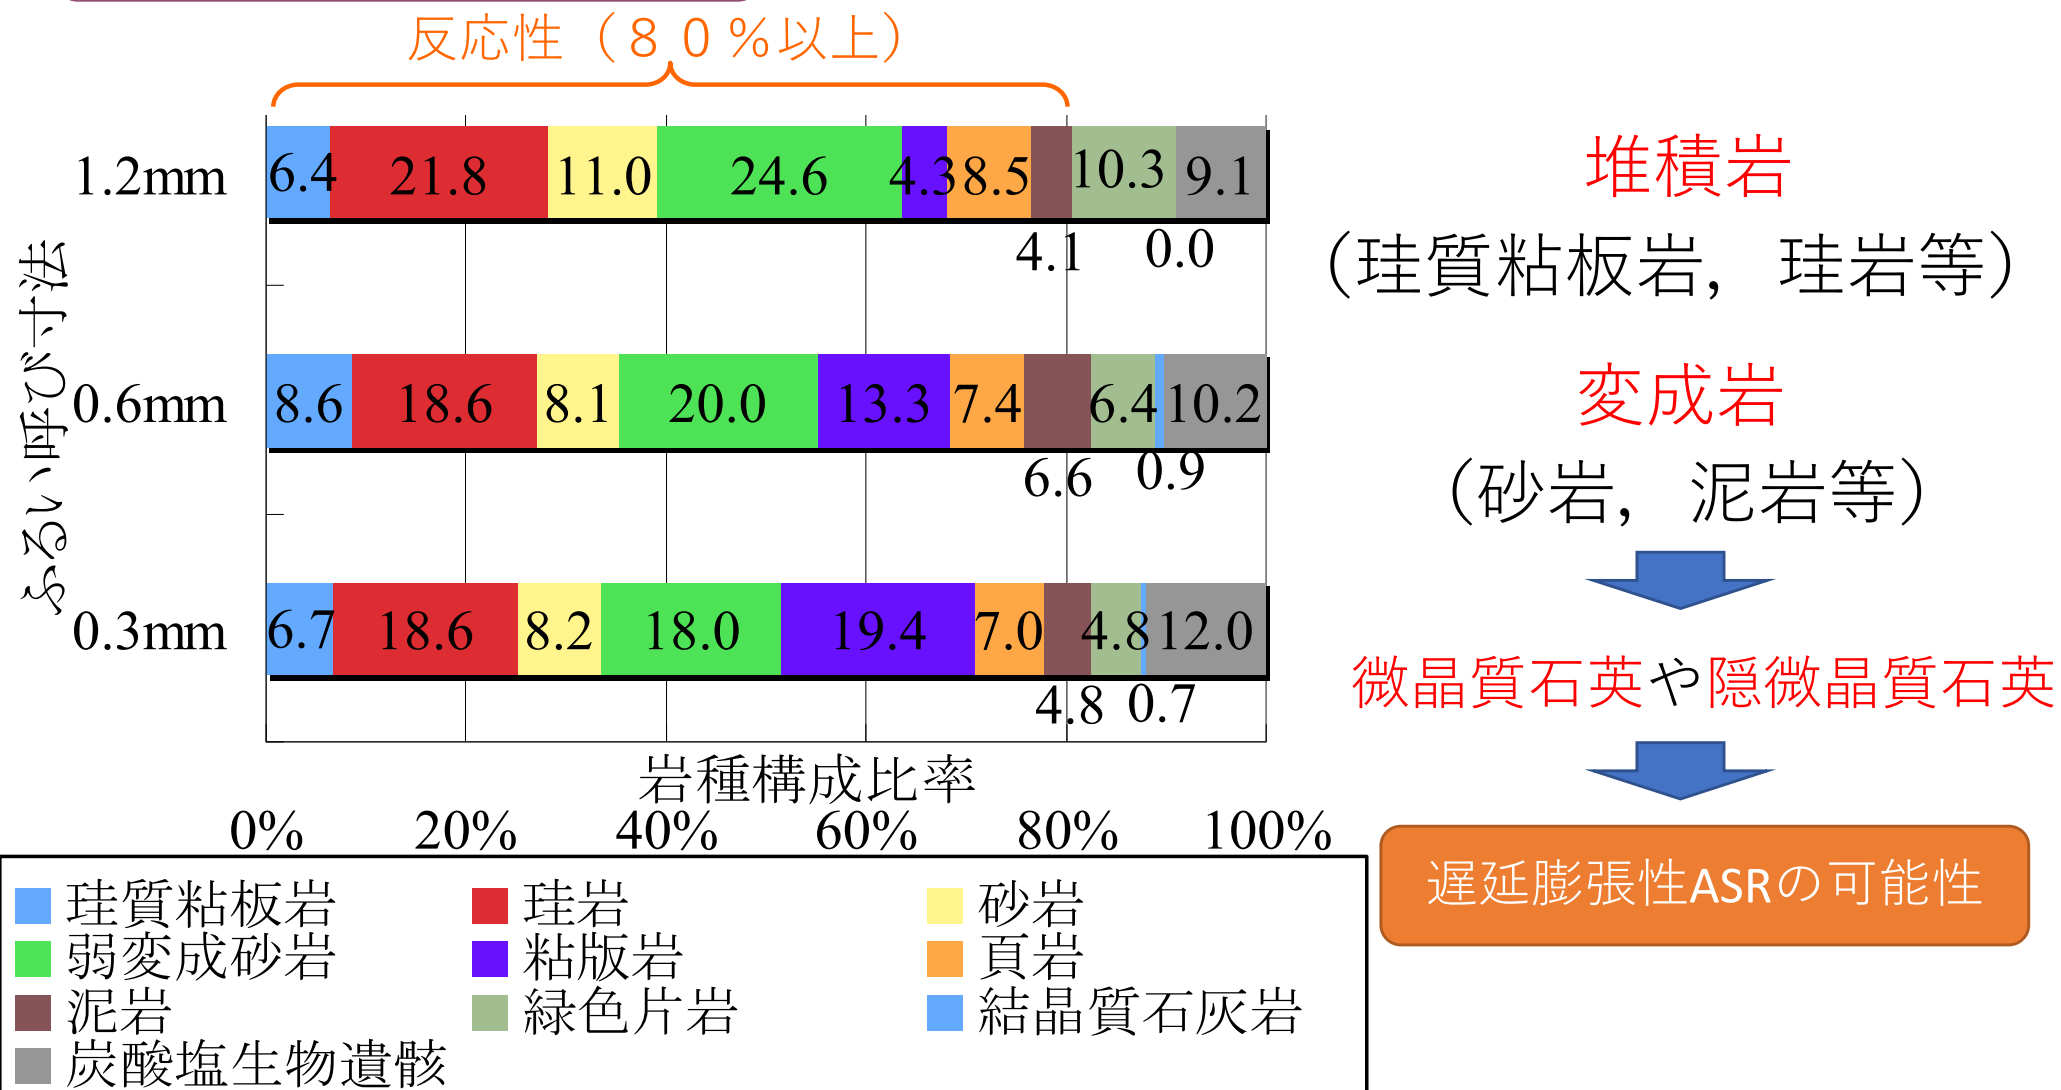 反応性（８０％以上）
1.2mm
6.4 21.8 11.0 24.6 4.3 8.5 10.3 9.1
4.1 0.0
0.6mm
8.6 18.6 8.1 20.0 13.3 7.4 6.4 10.2
6.6 0.9
0.3mm
6.7 18.6 8.2 18.0 19.4 7.0 4.8 12.0
4.8 0.7
ふるい呼び寸法
岩種構成比率
0% 20% 40% 60% 80% 100%
珪質粘板岩 珪岩 砂岩
弱変成砂岩 粘版岩 頁岩
泥岩 緑色片岩 結晶質石灰岩
炭酸塩生物遺骸
堆積岩
（珪質粘板岩，珪岩等）
変成岩
（砂岩，泥岩等）
微晶質石英や隠微晶質石英
遅延膨張性ASRの可能性